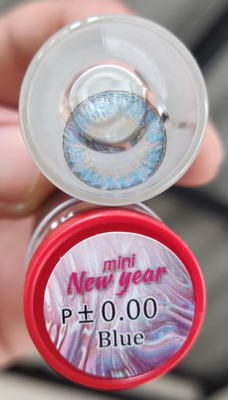 mini
New year
P±0.00
Blue